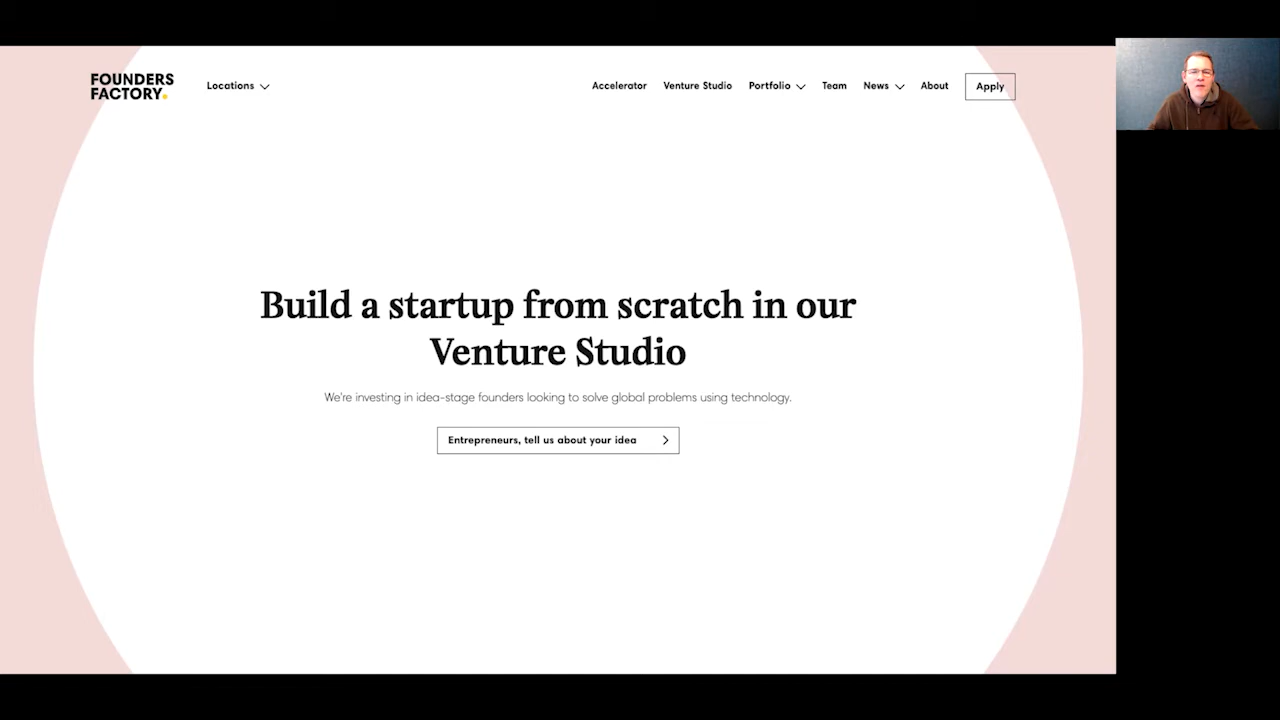 FOUNDERS
FACTORY.
Locations
Accelerator
Venture Studio
Portfolio
Team
News
About
Apply
Build a startup from scratch in our
Venture Studio
We're investing in idea-stage founders looking to solve global problems using technology.
Entrepreneurs, tell us about your idea